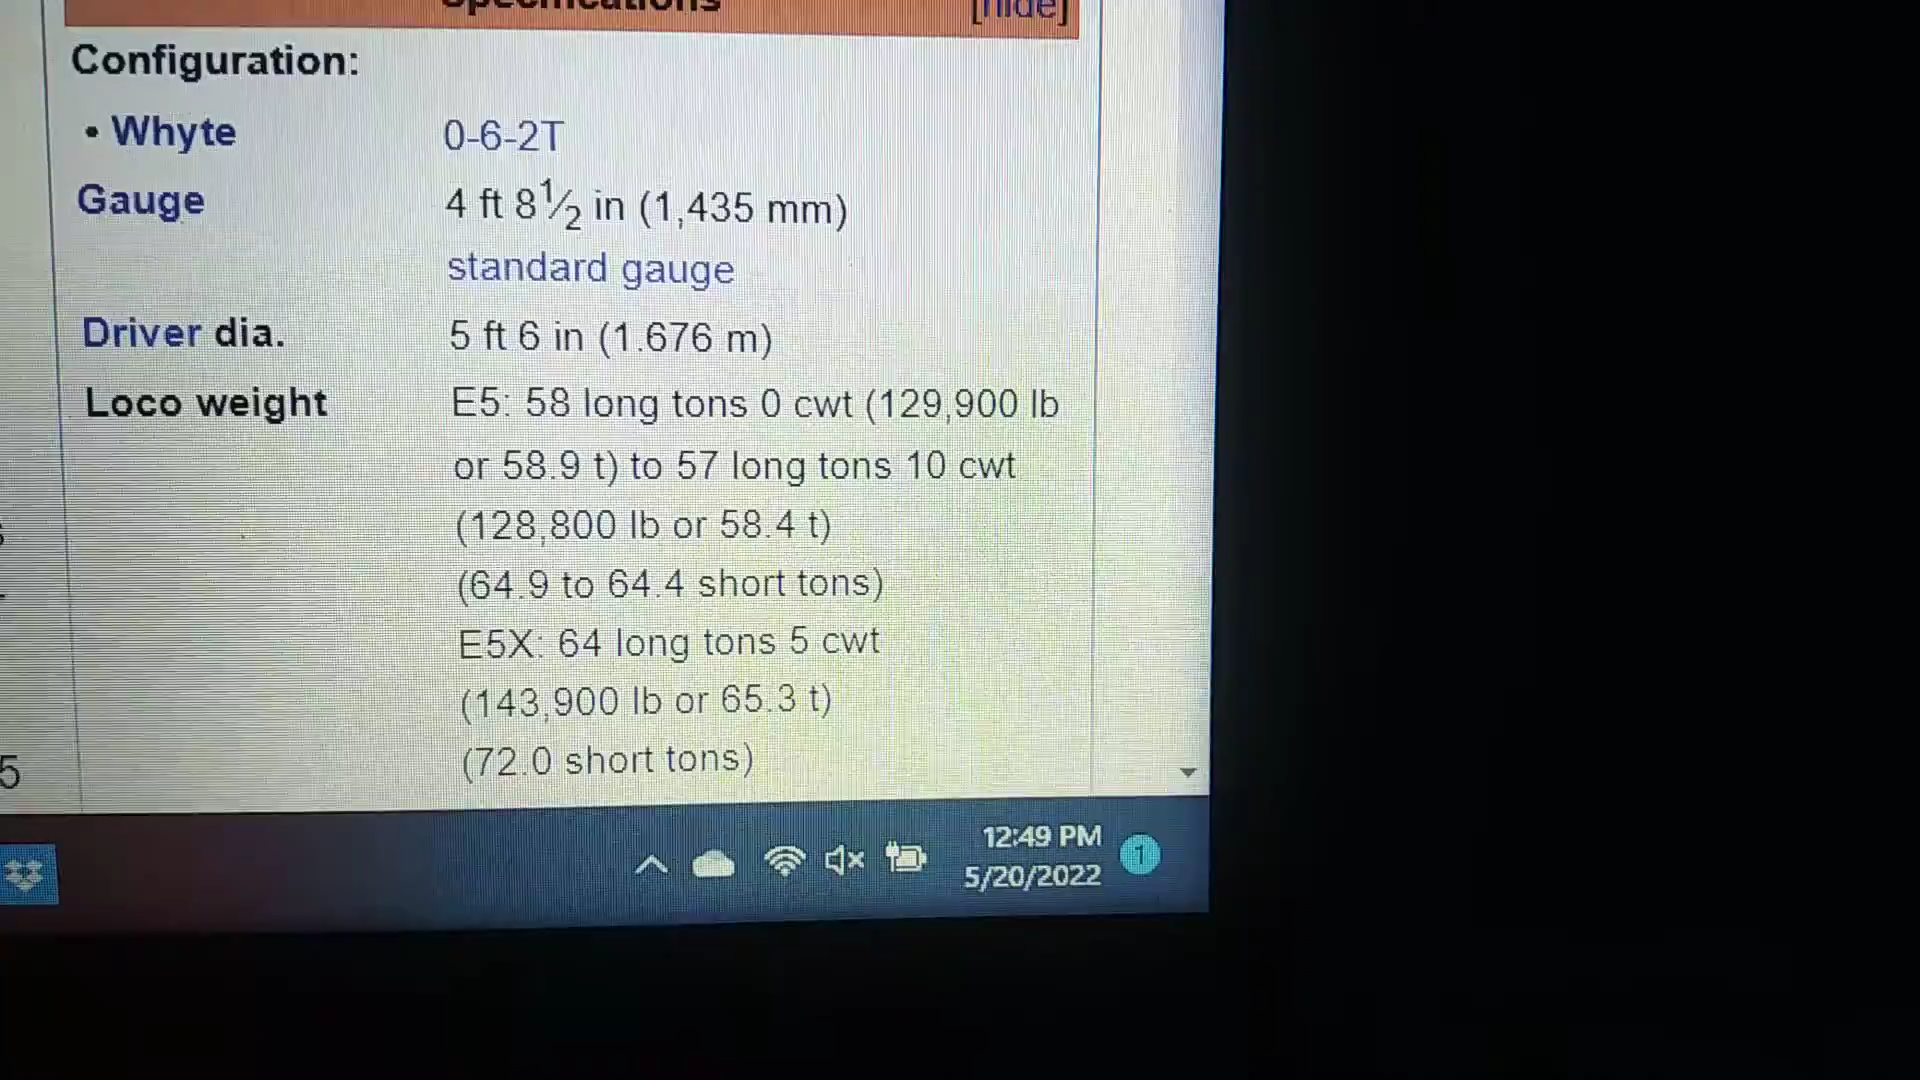 Specifications [hide]
Configuration:
• Whyte 0-6-2T
Gauge 4 ft 8 1⁄2 in (1,435 mm)
standard gauge
Driver dia. 5 ft 6 in (1.676 m)
Loco weight E5: 58 long tons 0 cwt (129,900 lb
or 58.9 t) to 57 long tons 10 cwt
(128,800 lb or 58.4 t)
(64.9 to 64.4 short tons)
E5X: 64 long tons 5 cwt
(143,900 lb or 65.3 t)
(72.0 short tons)
5
12:49 PM
5/20/2022
1